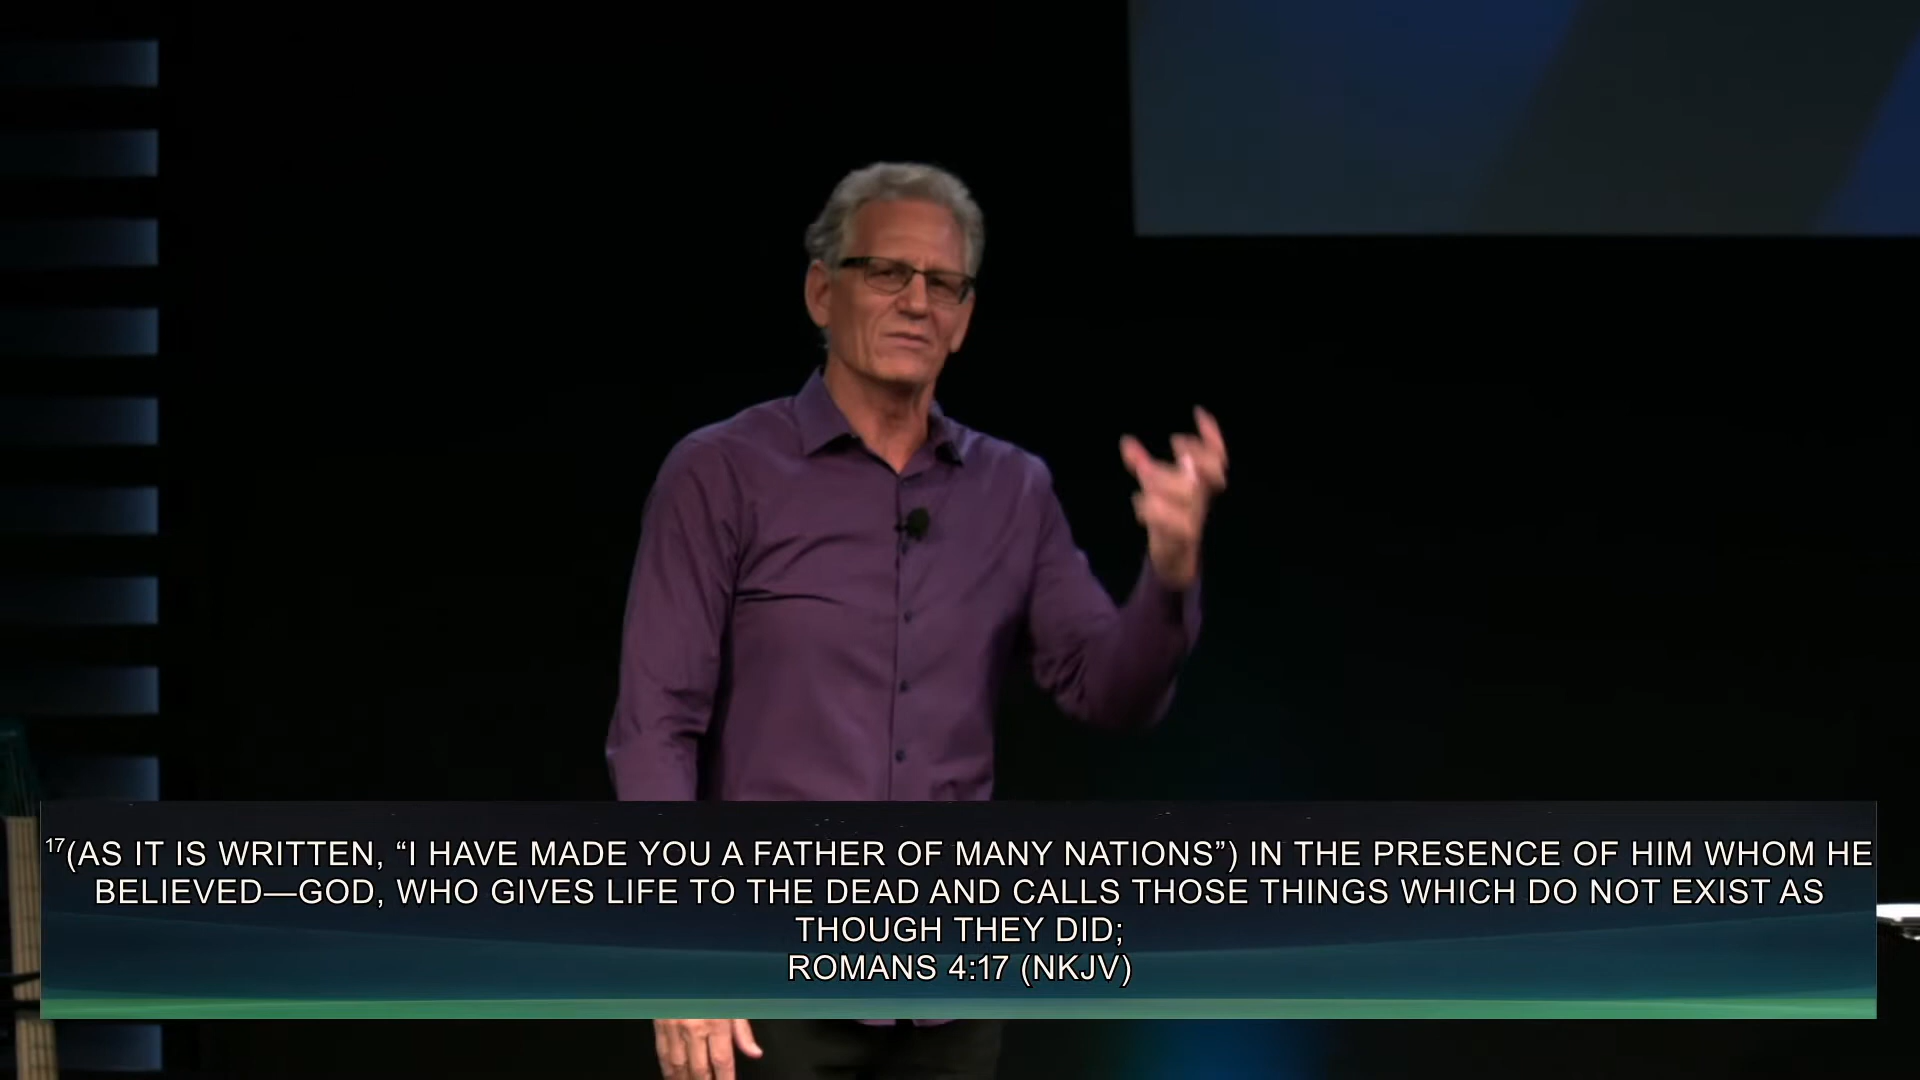 17(AS IT IS WRITTEN, “I HAVE MADE YOU A FATHER OF MANY NATIONS”) IN THE PRESENCE OF HIM WHOM HE
BELIEVED—GOD, WHO GIVES LIFE TO THE DEAD AND CALLS THOSE THINGS WHICH DO NOT EXIST AS
THOUGH THEY DID;
ROMANS 4:17 (NKJV)